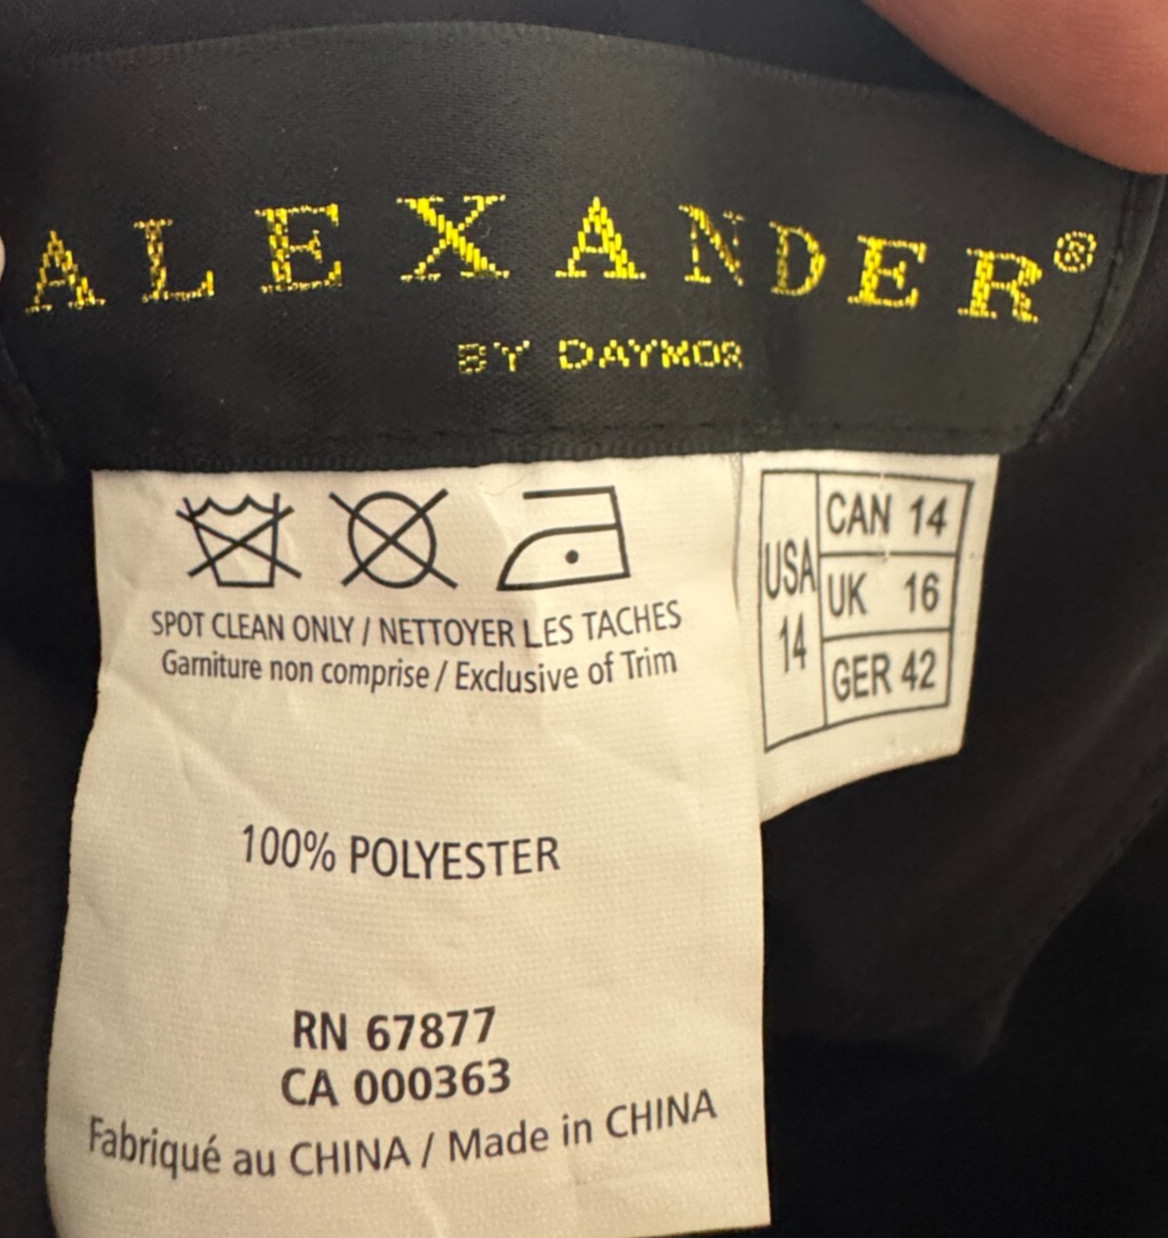 ALEXANDER®
BY DAYMOR
SPOT CLEAN ONLY / NETTOYER LES TACHES
Garniture non comprise / Exclusive of Trim
100% POLYESTER
RN 67877
CA 000363
Fabriqué au CHINA / Made in CHINA
USA
14
CAN 14
UK 16
GER 42